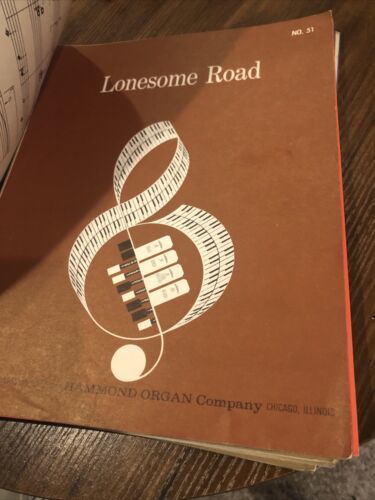 NO. 51
Lonesome Road
HAMMOND ORGAN Company CHICAGO, ILLINOIS